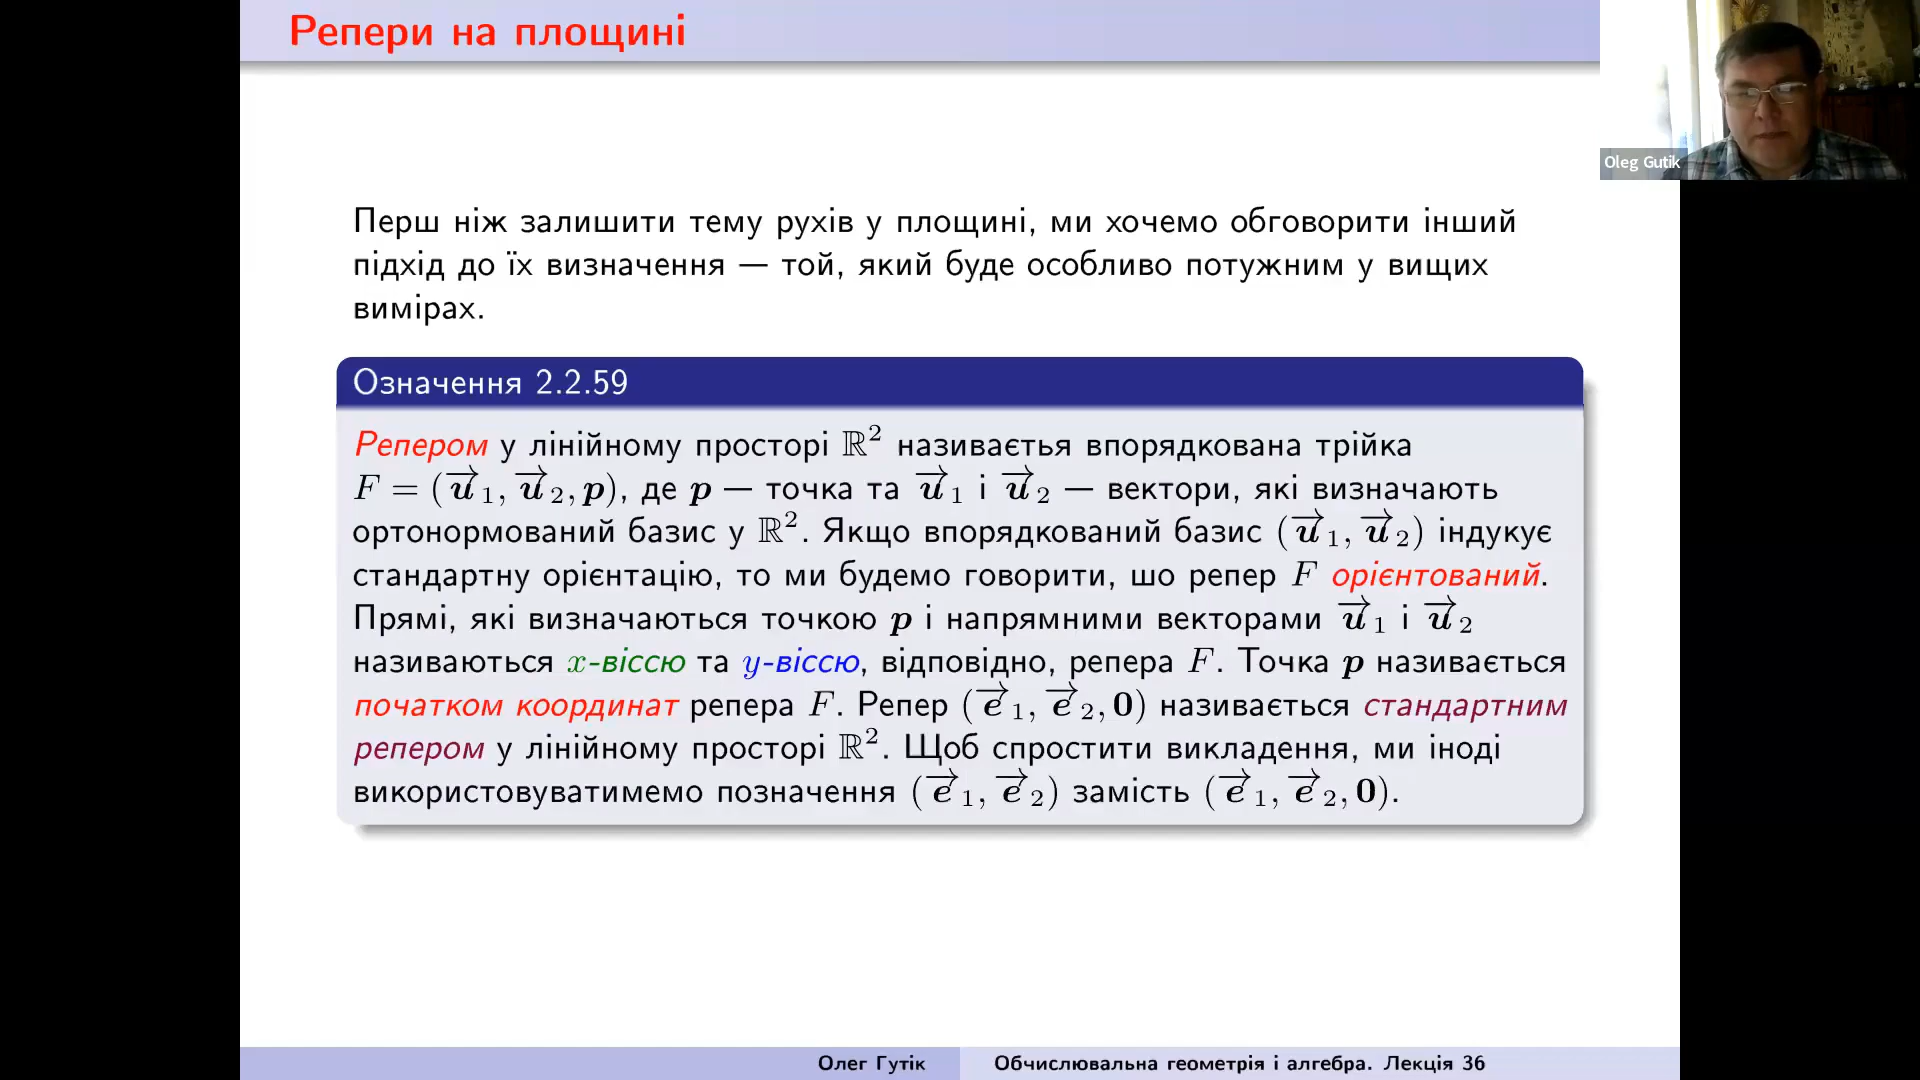 Репери на площині
Oleg Gutik
Перш ніж залишити тему рухів у площині, ми хочемо обговорити інший
підхід до їх визначення — той, який буде особливо потужним у вищих
вимірах.
Означення 2.2.59
Репером у лінійному просторі ℝ² називаєтья впорядкована трійка
F = (u⃗₁, u⃗₂, p), де p — точка та u⃗₁ і u⃗₂ — вектори, які визначають
ортонормований базис у ℝ². Якщо впорядкований базис (u⃗₁, u⃗₂) індукує
стандартну орієнтацію, то ми будемо говорити, шо репер F орієнтований.
Прямі, які визначаються точкою p і напрямними векторами u⃗₁ і u⃗₂
називаються x-віссю та y-віссю, відповідно, репера F. Точка p називається
початком координат репера F. Репер (e⃗₁, e⃗₂, 0) називається стандартним
репером у лінійному просторі ℝ². Щоб спростити викладення, ми іноді
використовуватимемо позначення (e⃗₁, e⃗₂) замість (e⃗₁, e⃗₂, 0).
Олег Гутік
Обчислювальна геометрія і алгебра. Лекція 36